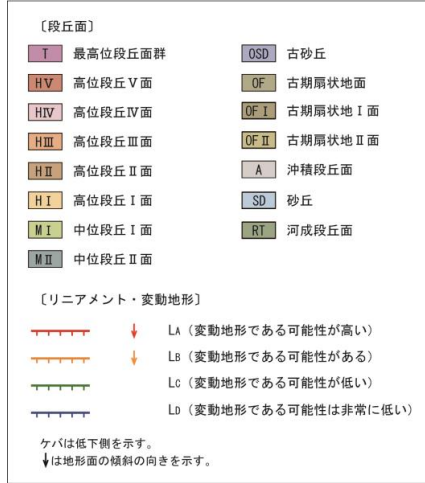 〔段丘面〕
T 最高位段丘面群
HⅤ 高位段丘Ⅴ面
HⅣ 高位段丘Ⅳ面
HⅢ 高位段丘Ⅲ面
HⅡ 高位段丘Ⅱ面
HⅠ 高位段丘Ⅰ面
MⅠ 中位段丘Ⅰ面
MⅡ 中位段丘Ⅱ面
OSD 古砂丘
OF 古期扇状地面
OFⅠ 古期扇状地Ⅰ面
OFⅡ 古期扇状地Ⅱ面
A 沖積段丘面
SD 砂丘
RT 河成段丘面
〔リニアメント・変動地形〕
LA（変動地形である可能性が高い）
LB（変動地形である可能性がある）
LC（変動地形である可能性が低い）
LD（変動地形である可能性は非常に低い）
ケバは低下側を示す。
↓は地形面の傾斜の向きを示す。